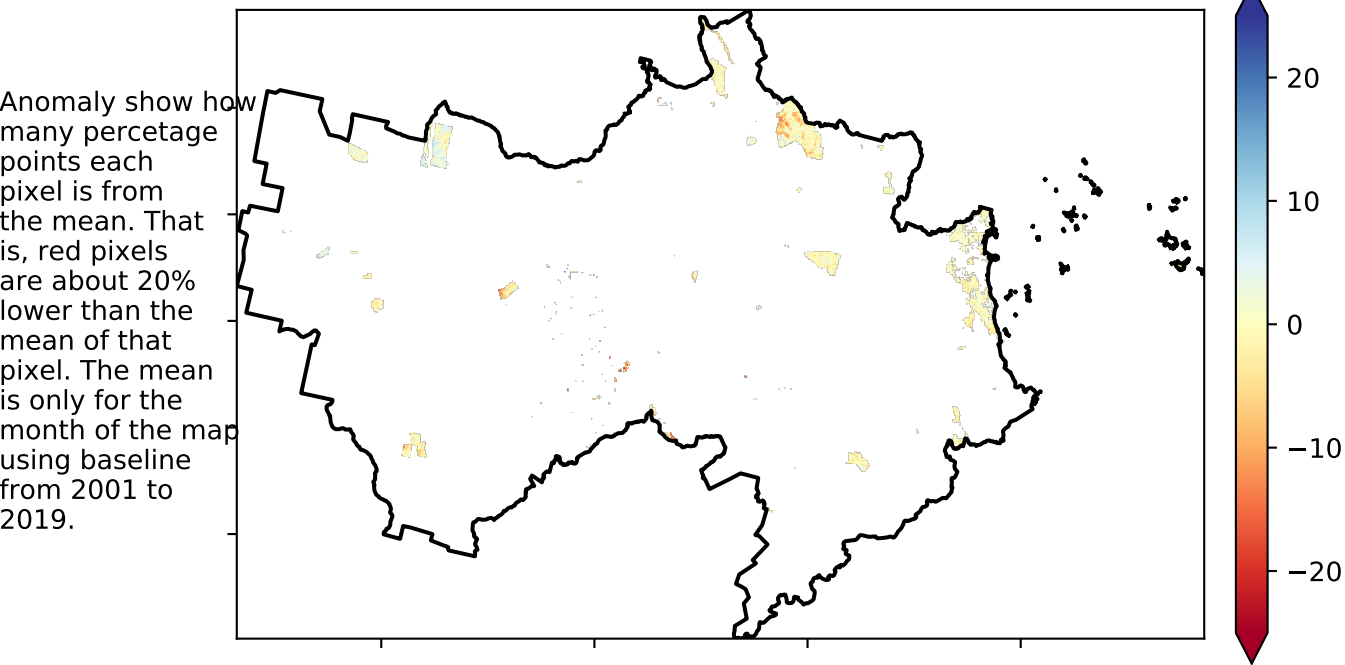 Anomaly show how
many percetage
points each
pixel is from
the mean. That
is, red pixels
are about 20%
lower than the
mean of that
pixel. The mean
is only for the
month of the map
using baseline
from 2001 to
2019.
20
10
0
−10
−20